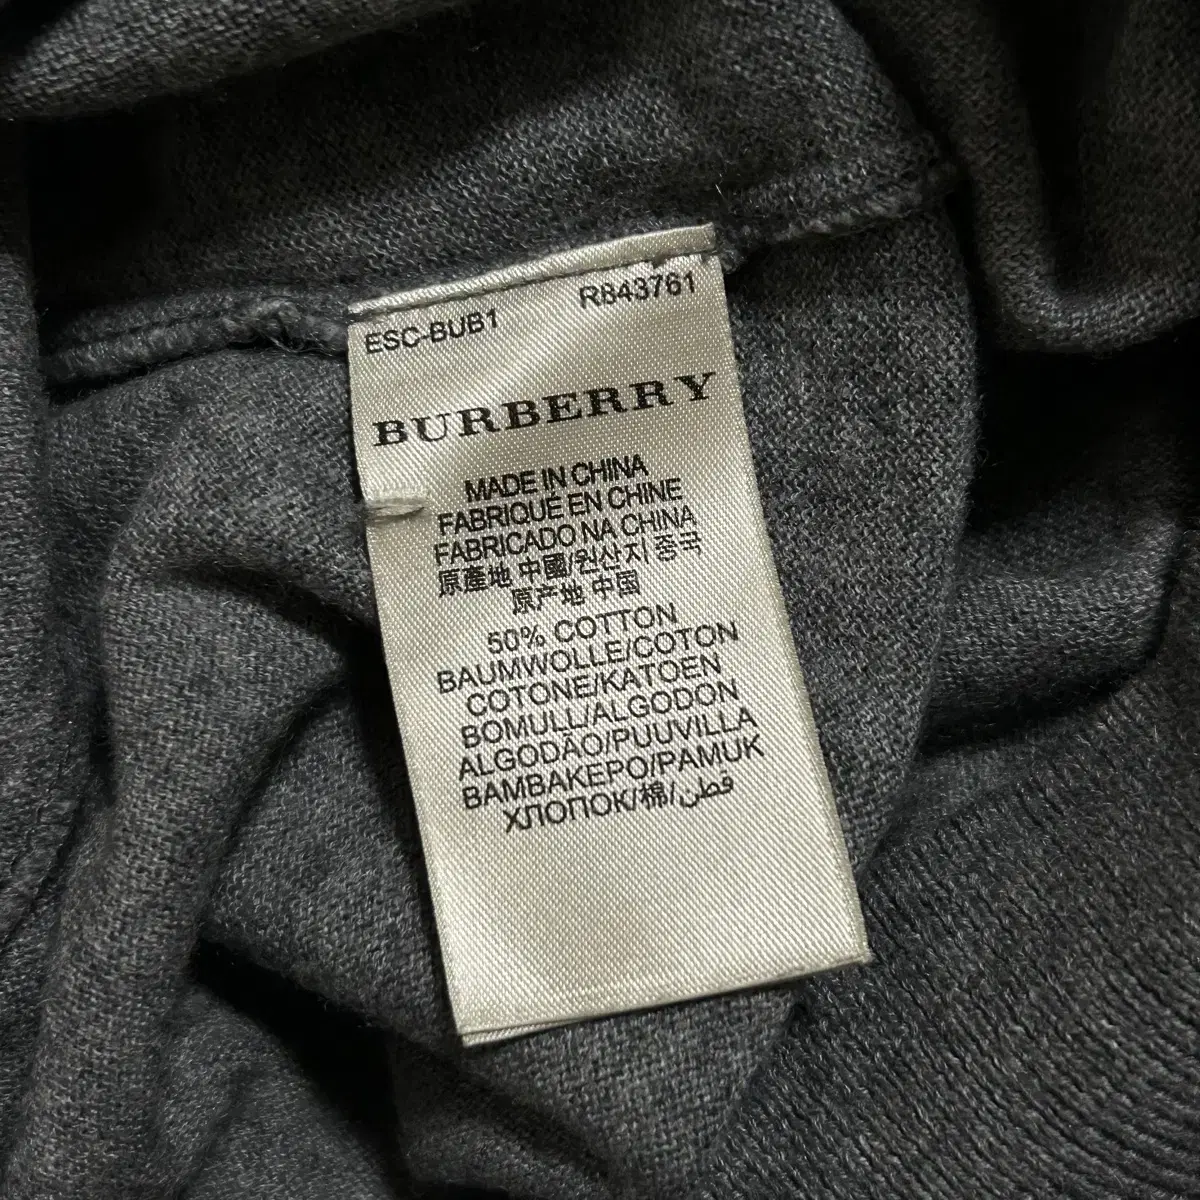 ESC-BUB1 R843761
BURBERRY
MADE IN CHINA
FABRIQUÉ EN CHINE
FABRICADO NA CHINA
原產地 中國/원산지 중국
原产地 中国
50% COTTON
BAUMWOLLE/COTON
COTONE/KATOEN
BOMULL/ALGODON
ALGODÃO/PUUVILLA
BAMBAKEPO/PAMUK
ХЛОПОК/棉/قطن